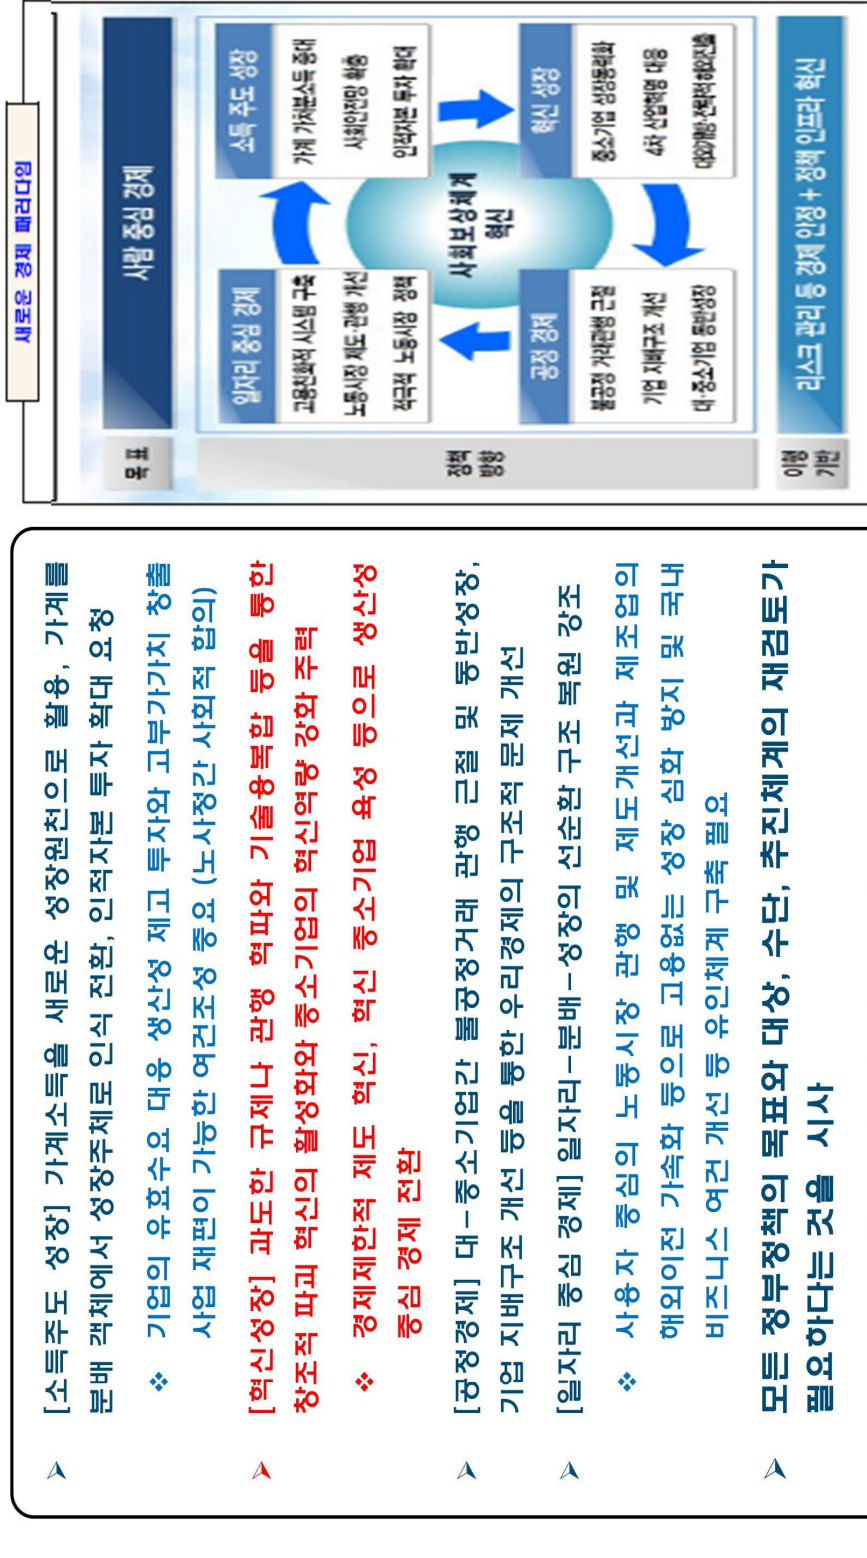 ➢ [소득주도 성장] 가계소득을 새로운 성장원천으로 활용, 가계를
분배 객체에서 성장주체로 인식 전환, 인적자본 투자 확대 요청
❖ 기업의 유효수요 대응 생산성 제고 투자와 고부가가치 창출
사업 재편이 가능한 여건조성 중요 (노사정간 사회적 합의)
➢ [혁신성장] 과도한 규제나 관행 혁파와 기술융복합 등을 통한
창조적 파괴 혁신의 활성화와 중소기업의 혁신역량 강화 주력
❖ 경제제한적 제도 혁신, 혁신 중소기업 육성 등으로 생산성
중심 경제 전환
➢ [공정경제] 대-중소기업간 불공정거래 관행 근절 및 동반성장,
기업 지배구조 개선 등을 통한 우리경제의 구조적 문제 개선
➢ [일자리 중심 경제] 일자리-분배-성장의 선순환 구조 복원 강조
❖ 사용자 중심의 노동시장 관행 및 제도개선과 제조업의
해외이전 가속화 등으로 고용없는 성장 심화 방지 및 국내
비즈니스 여건 개선 등 유인체계 구축 필요
➢ 모든 정부정책의 목표와 대상, 수단, 추진체계의 재검토가
필요하다는 것을 시사
새로운 경제 패러다임
목표
사람 중심 경제
정책
방향
일자리 중심 경제
고용친화적 시스템 구축
노동시장 제도·관행 개선
적극적 노동시장 정책
소득 주도 성장
가계 가처분소득 증대
사회안전망 확충
인적자본 투자 확대
사회보상체계
혁신
공정 경제
불공정 거래관행 근절
기업 지배구조 개선
대·중소기업 동반성장
혁신 성장
중소기업 성장동력화
4차 산업혁명 대응
대외개방·전략적 해외진출
이행
기반
리스크 관리 등 경제 안정 + 정책 인프라 혁신